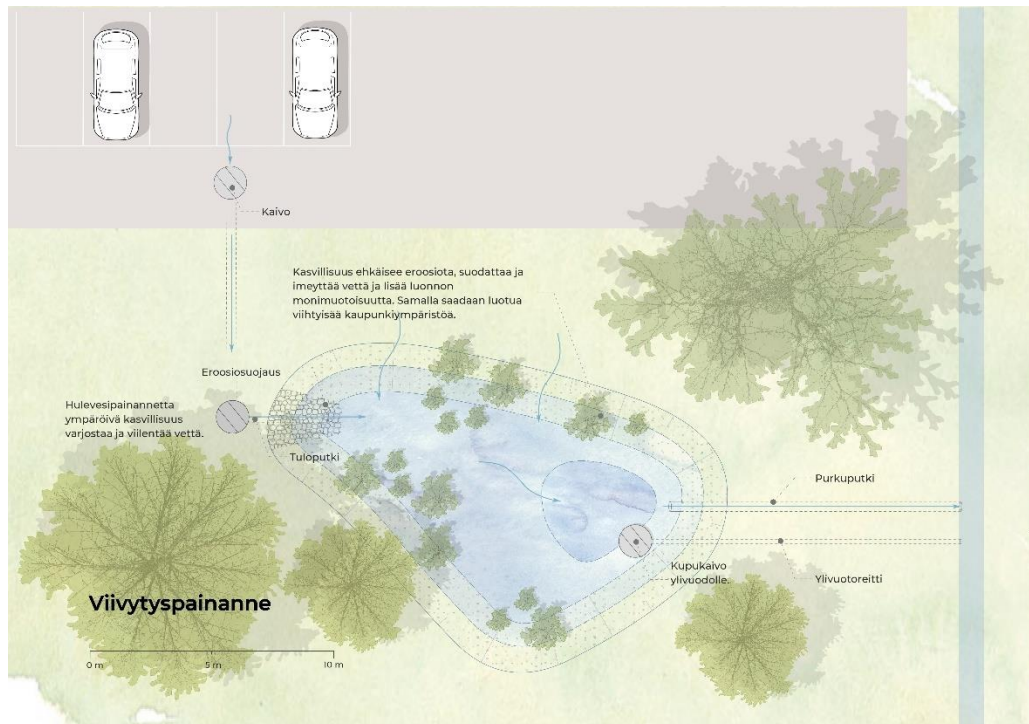 Kaivo
Kasvillisuus ehkäisee eroosiota, suodattaa ja
imeyttää vettä ja lisää luonnon
monimuotoisuutta. Samalla saadaan luotua
viihtyisää kaupunkiympäristöä.
Eroosiosuojaus
Hulevesipainannetta
ympäröivä kasvillisuus
varjostaa ja viilentää vettä.
Tuloputki
Purkuputki
Kupukaivo
ylivuodolle.
Ylivuotoreitti
Viivytyspainanne
0 m 5 m 10 m